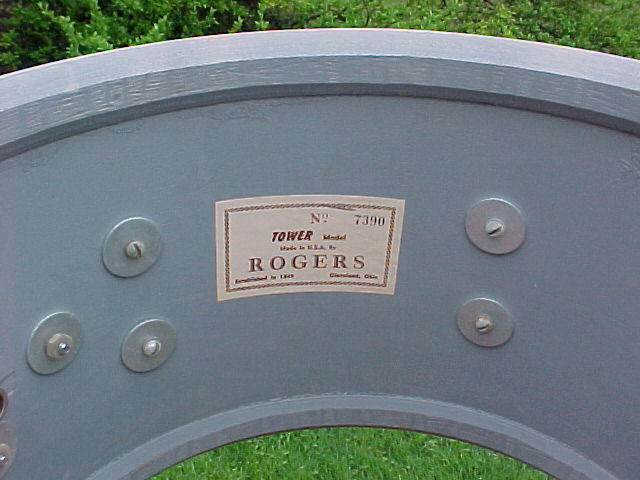 Nº 7390
TOWER Model
Made in U.S.A. By
ROGERS
Established in 1849 Cleveland, Ohio